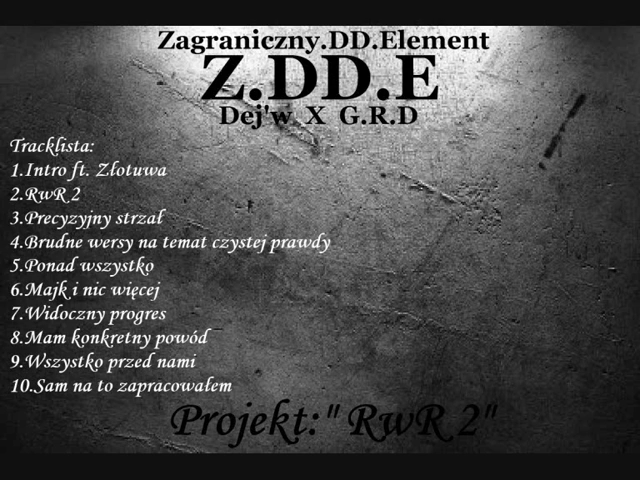 Zagraniczny.DD.Element
Z.DD.E
Dej'w X G.R.D
Tracklista:
1.Intro ft. Złotuwa
2.RwR 2
3.Precyzyjny strzał
4.Brudne wersy na temat czystej prawdy
5.Ponad wszystko
6.Majk i nic więcej
7.Widoczny progres
8.Mam konkretny powód
9.Wszystko przed nami
10.Sam na to zapracowałem
Projekt:" RwR 2"